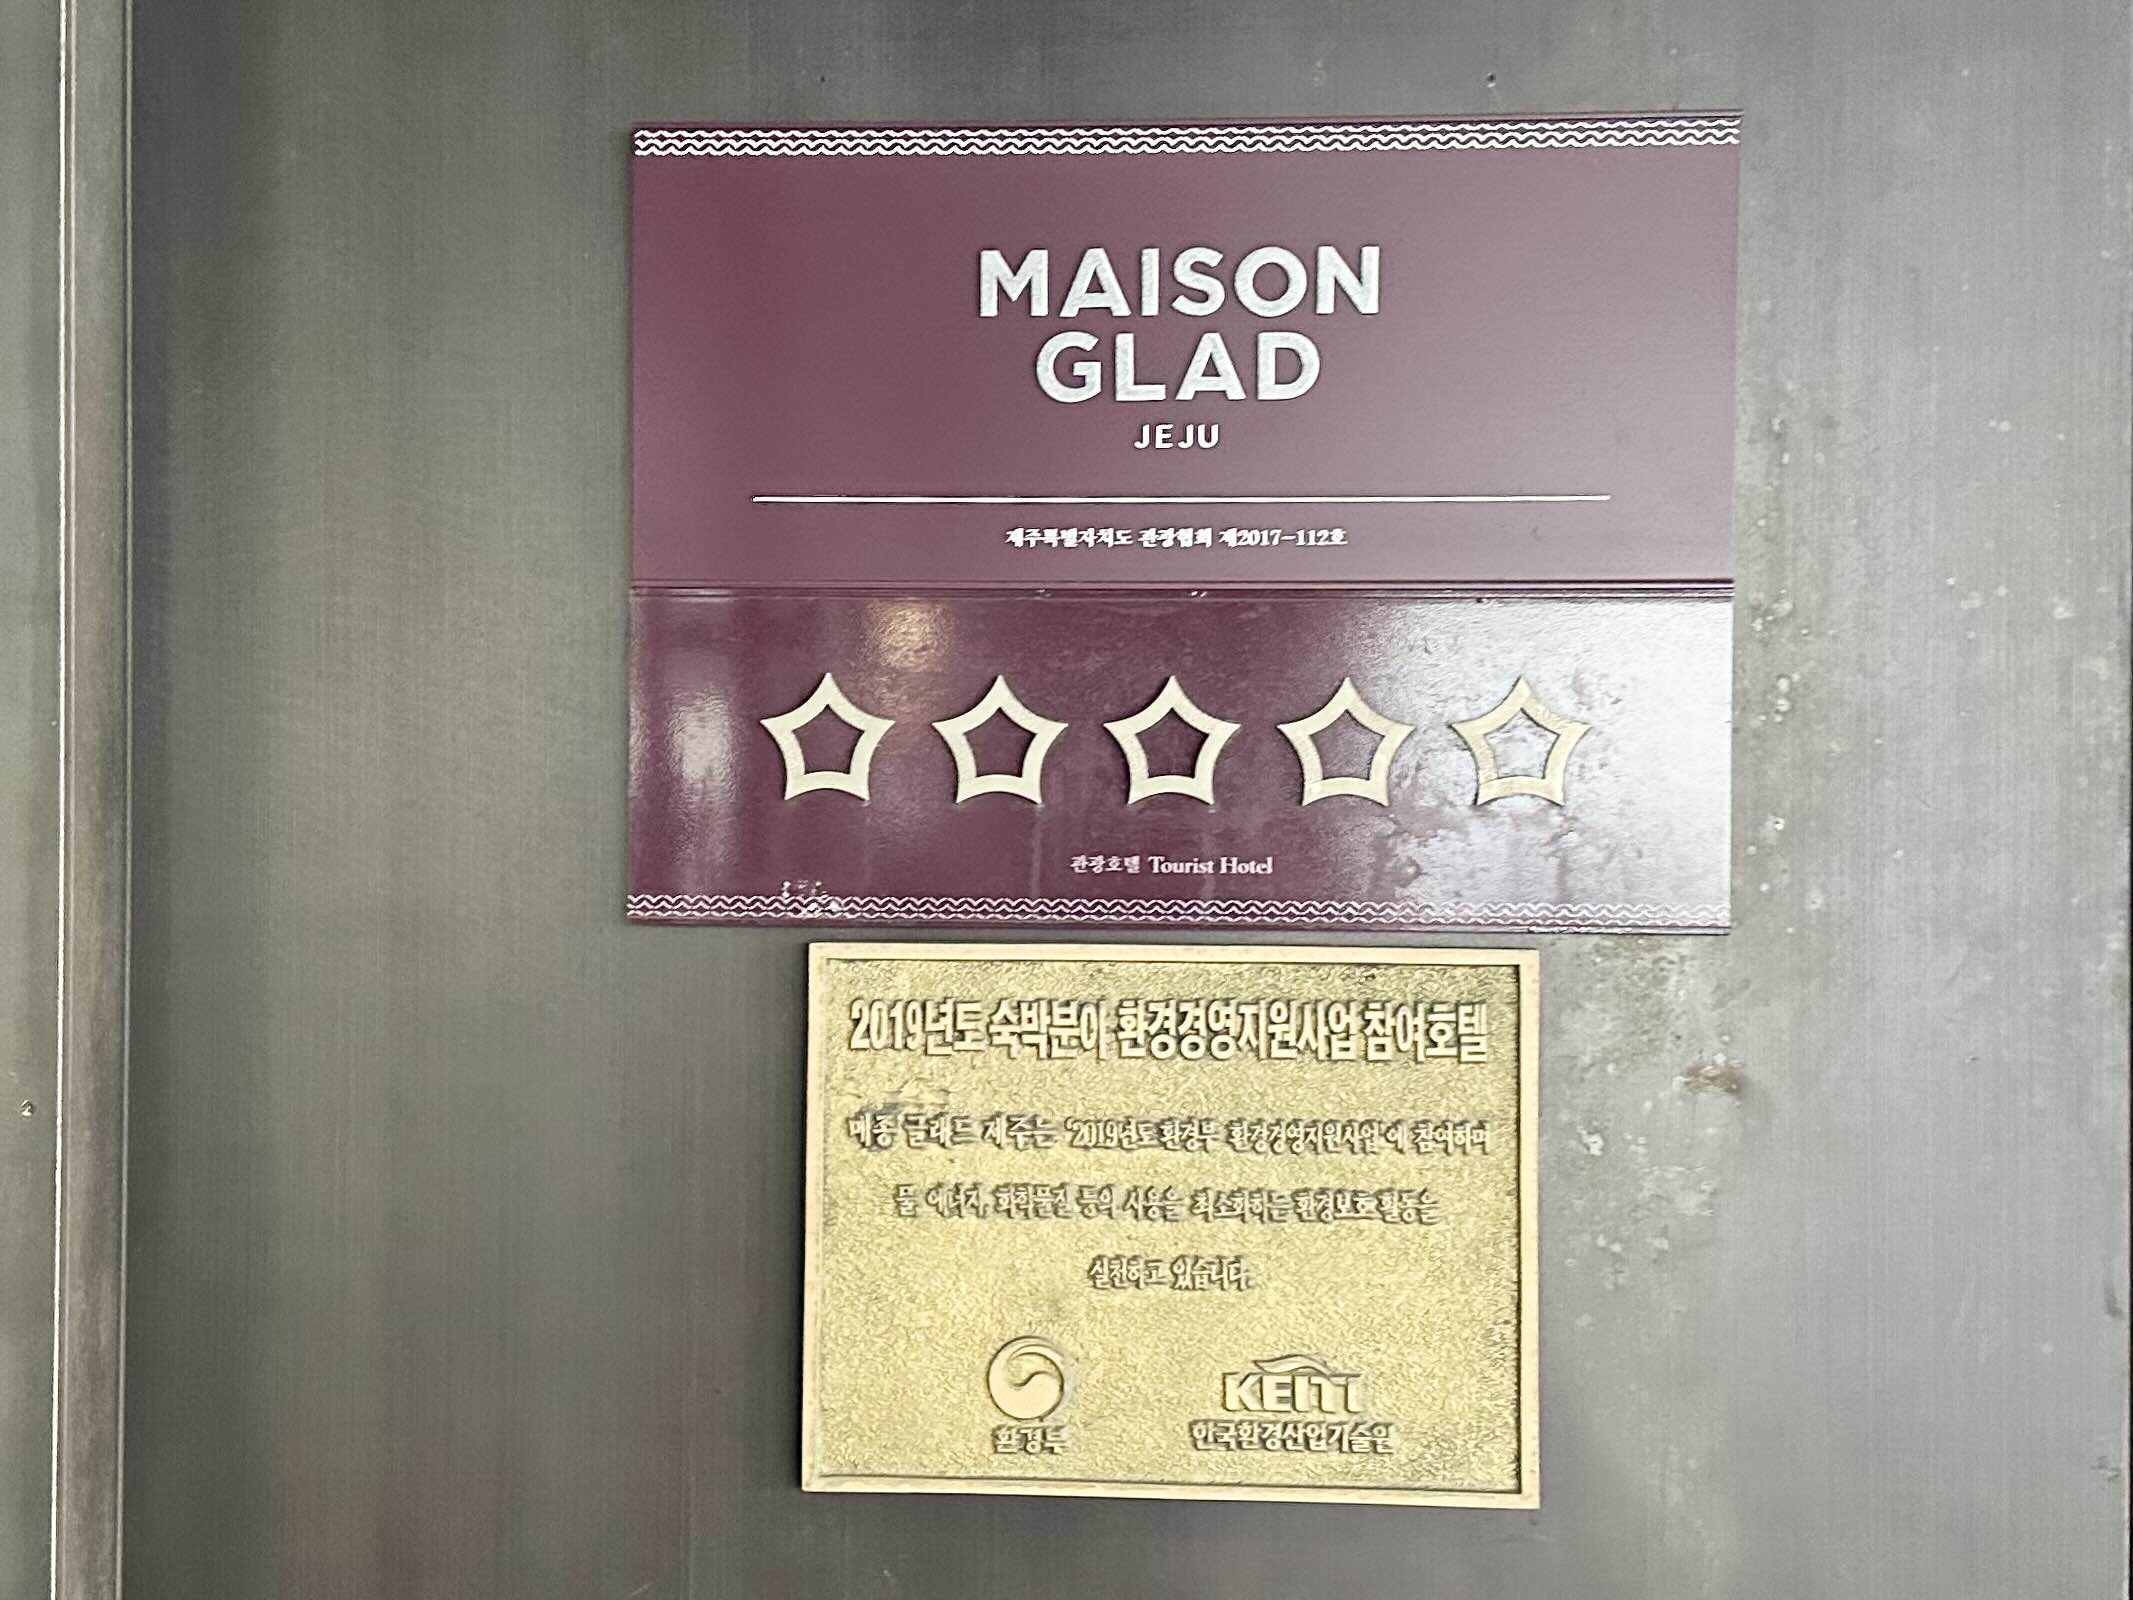 MAISON
GLAD
JEJU
제주특별자치도 관광협회 제2017-112호
관광호텔 Tourist Hotel
2019년도 숙박분야 환경경영지원사업 참여호텔
메종 글래드 제주는 '2019년도 환경부 환경경영지원사업'에 참여하며
물, 에너지, 화학물질 등의 사용을 최소화하는 환경보호 활동을
실천하고 있습니다.
환경부
KEITI
한국환경산업기술원